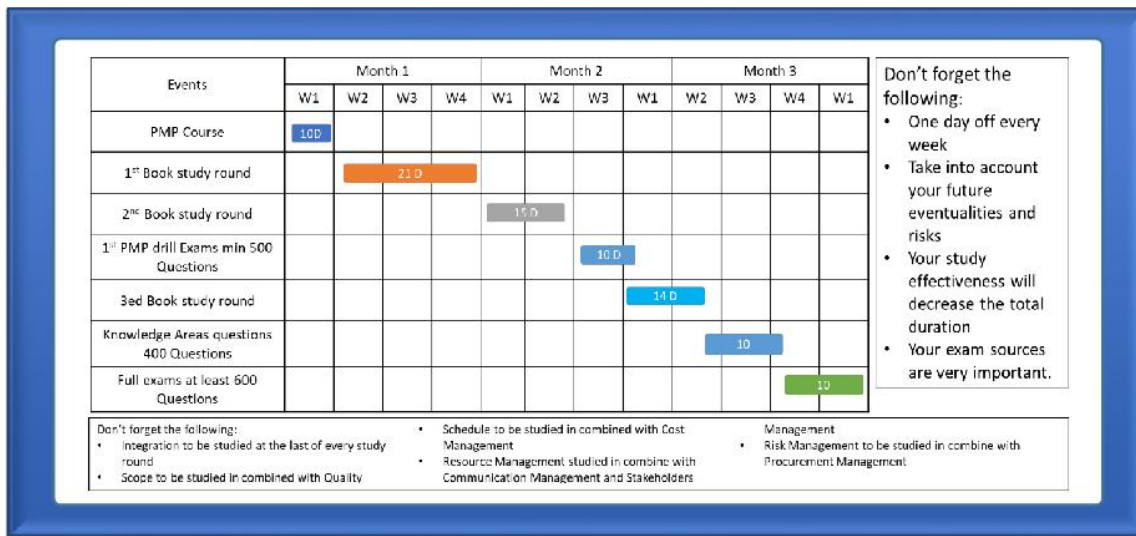 Events
Month 1
Month 2
Month 3
W1 W2 W3 W4 W1 W2 W3 W1 W2 W3 W4 W1
PMP Course
10D
1st Book study round
21 D
2nd Book study round
15 D
1st PMP drill Exams min 500
Questions
10 D
3ed Book study round
14 D
Knowledge Areas questions
400 Questions
10
Full exams at least 600
Questions
10
Don't forget the
following:
• One day off every
week
• Take into account
your future
eventualities and
risks
• Your study
effectiveness will
decrease the total
duration
• Your exam sources
are very important.
Don't forget the following:
• Integration to be studied at the last of every study
round
• Scope to be studied in combined with Quality
Management
• Schedule to be studied in combined with Cost
Management
• Resource Management studied in combine with
Communication Management and Stakeholders
Management
• Risk Management to be studied in combine with
Procurement Management